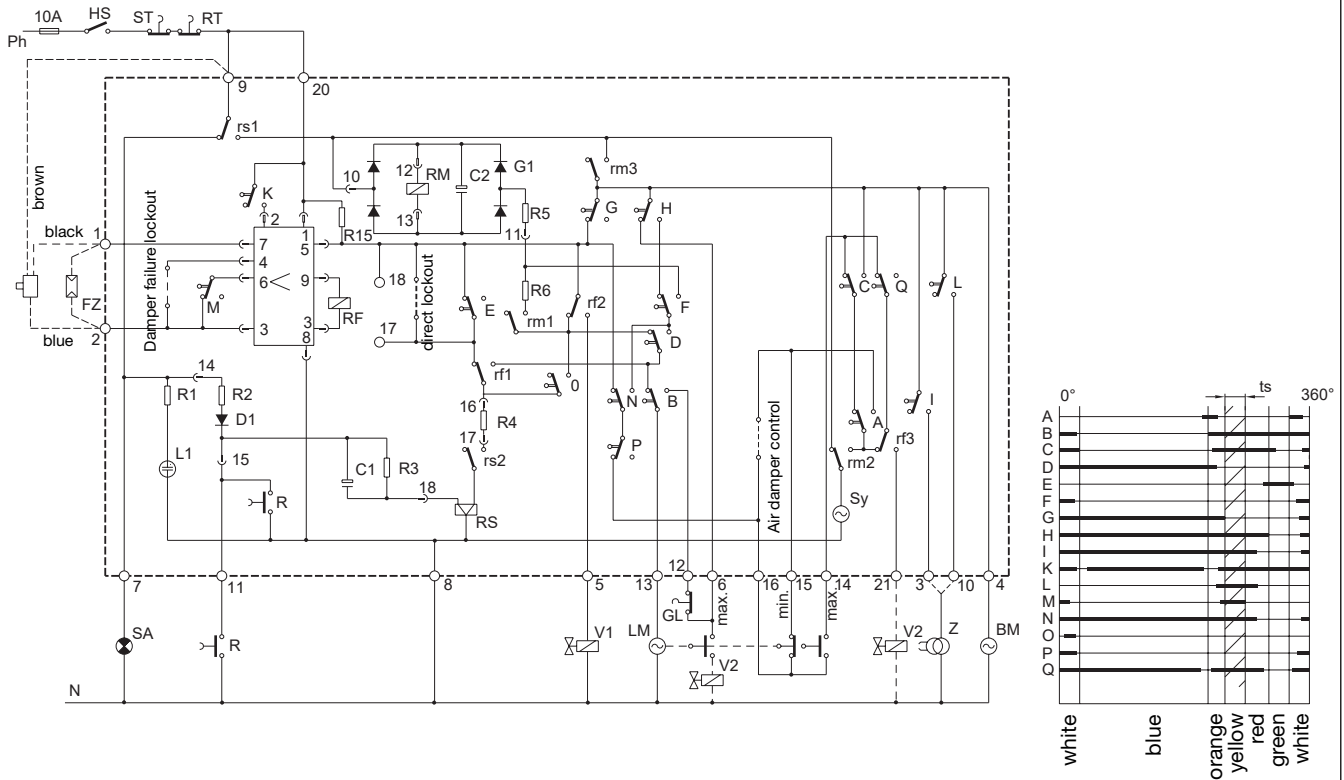 10A HS ST RT
Ph
9 20
rs1
rm3
10 12 RM C2 G1
K
brown
Damper failure lockout
2 1
13
R5
G H
black 1
R15
11
7 5
4
6 9
18
direct lockout
C Q L
M
E
R6
rf2
F
FZ
RF
rm1
3 3
8
17
D
blue 2
rf1
14
0
R1 R2
16
N B
I
D1
R4
P
A
rf3
L1
15
C1 R3
17
rs2
Air damper control
rm2
R
18
RS
Sy
7 11 8 5 13 12 6 16 15 14 21 3 10 4
max. min. max.
GL
SA R V1 LM V2 V2 Z BM
N
0° ts 360°
A
B
C
D
E
F
G
H
I
K
L
M
N
O
P
Q
white
blue
orange
yellow
red
green
white